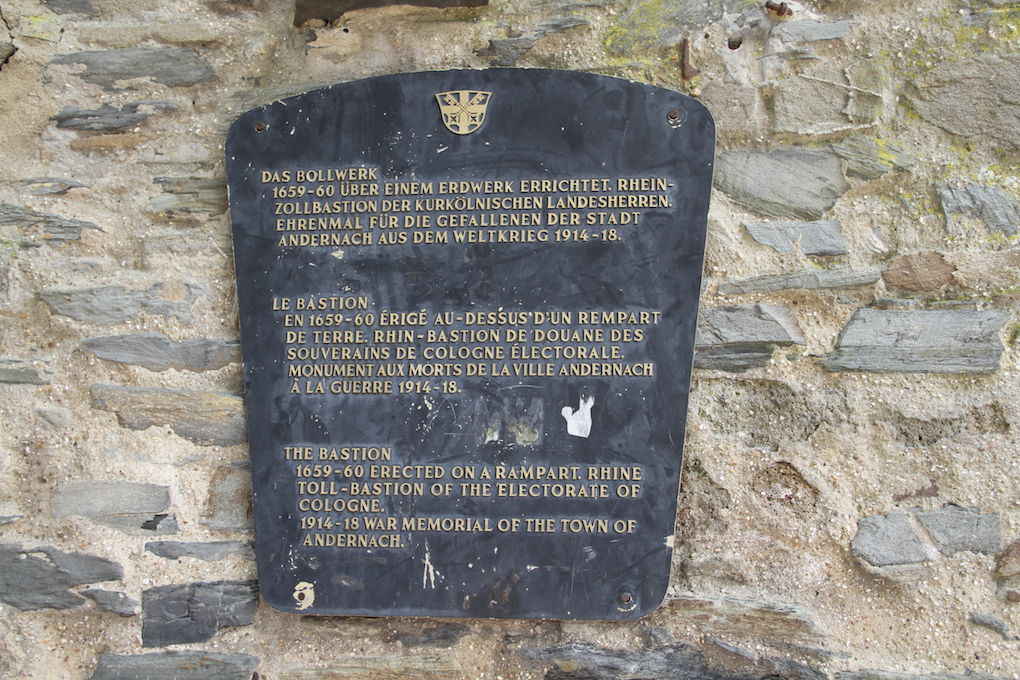 DAS BOLLWERK
1659-60 ÜBER EINEM ERDWERK ERRICHTET. RHEIN-
ZOLLBASTION DER KURKÖLNISCHEN LANDESHERREN.
EHRENMAL FÜR DIE GEFALLENEN DER STADT
ANDERNACH AUS DEM WELTKRIEG 1914-18.
LE BASTION
EN 1659-60 ÉRIGÉ AU-DESSUS D'UN REMPART
DE TERRE. RHIN-BASTION DE DOUANE DES
SOUVERAINS DE COLOGNE ÉLECTORALE.
MONUMENT AUX MORTS DE LA VILLE ANDERNACH
À LA GUERRE 1914-18.
THE BASTION
1659-60 ERECTED ON A RAMPART. RHINE
TOLL-BASTION OF THE ELECTORATE OF
COLOGNE.
1914-18 WAR MEMORIAL OF THE TOWN OF
ANDERNACH.